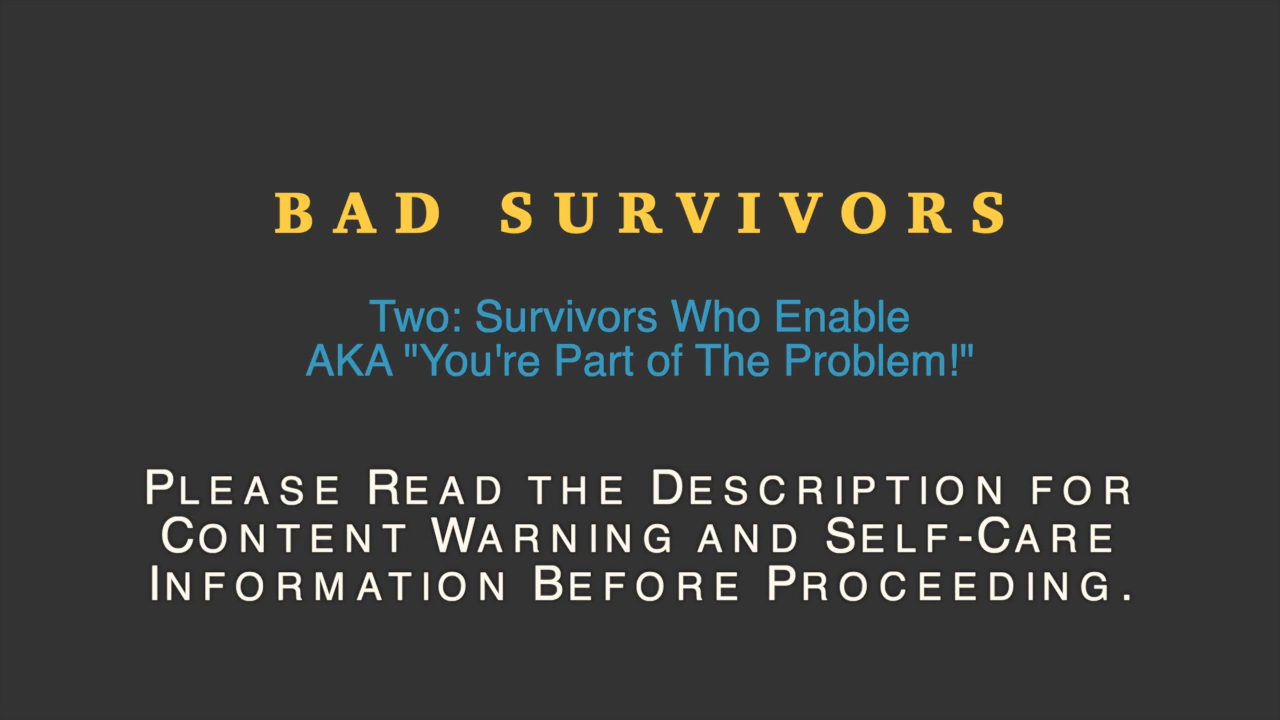 BAD SURVIVORS
Two: Survivors Who Enable
AKA "You're Part of The Problem!"
Please Read the Description for
Content Warning and Self-Care
Information Before Proceeding.